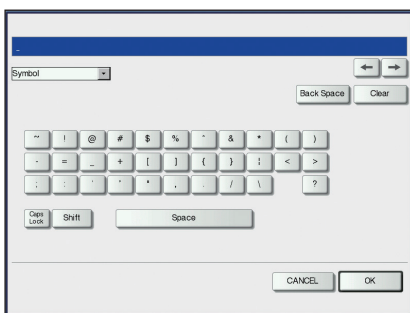 _
Symbol
← →
Back Space Clear
~ ! @ # $ % ^ & * ( )
- = _ + [ ] { } ¦ < >
; : ' " , . / \ ?
Caps Lock Shift Space
CANCEL OK